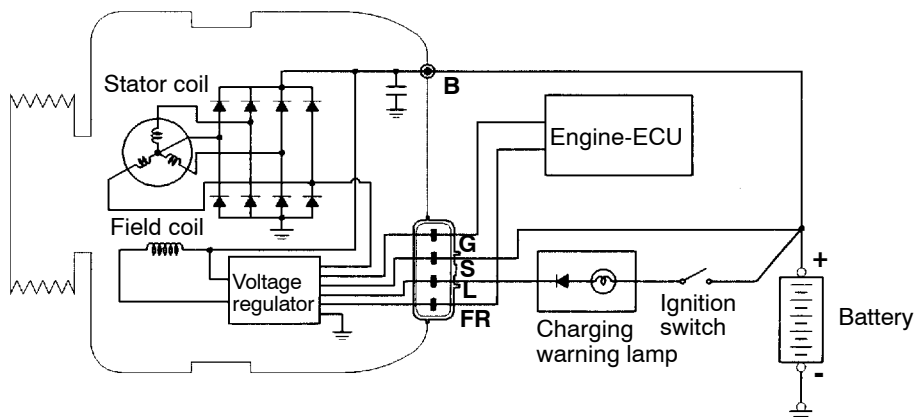 Stator coil
B
Engine-ECU
Field coil
G
S
L
FR
Voltage
regulator
Charging
warning lamp
Ignition
switch
+
-
Battery